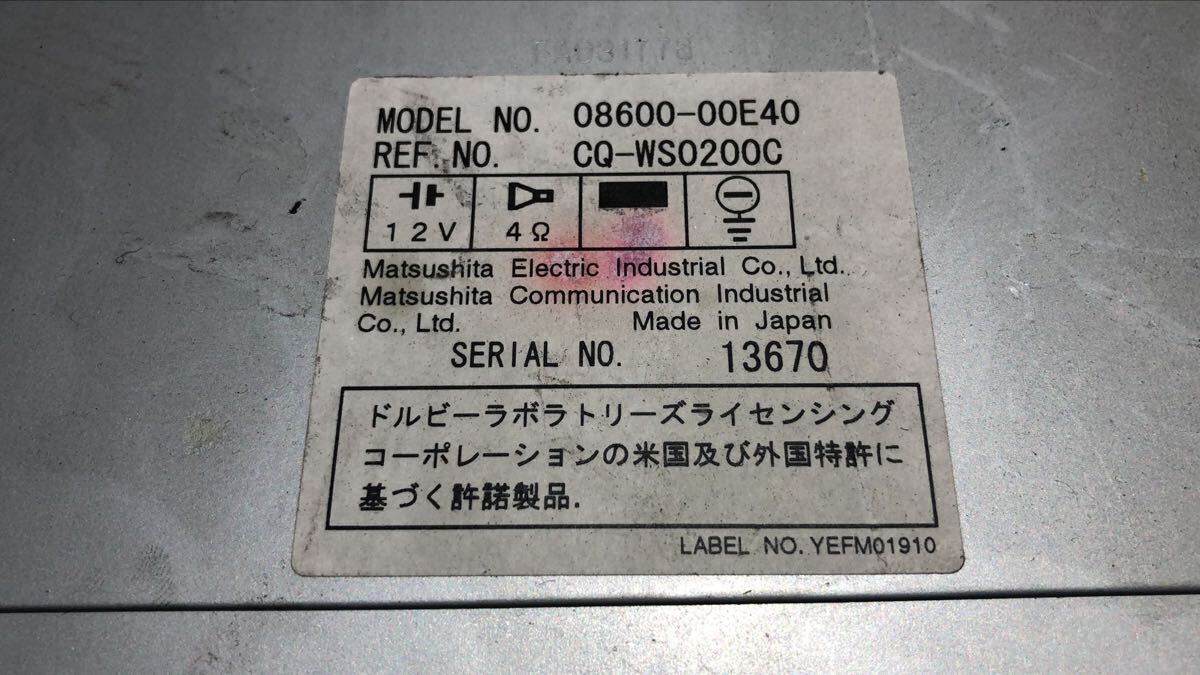 MODEL NO. 08600-00E40
REF. NO. CQ-WS0200C
12V 4Ω
Matsushita Electric Industrial Co., Ltd.
Matsushita Communication Industrial
Co., Ltd. Made in Japan
SERIAL NO. 13670
ドルビーラボラトリーズライセンシング
コーポレーションの米国及び外国特許に
基づく許諾製品.
LABEL NO. YEFM01910